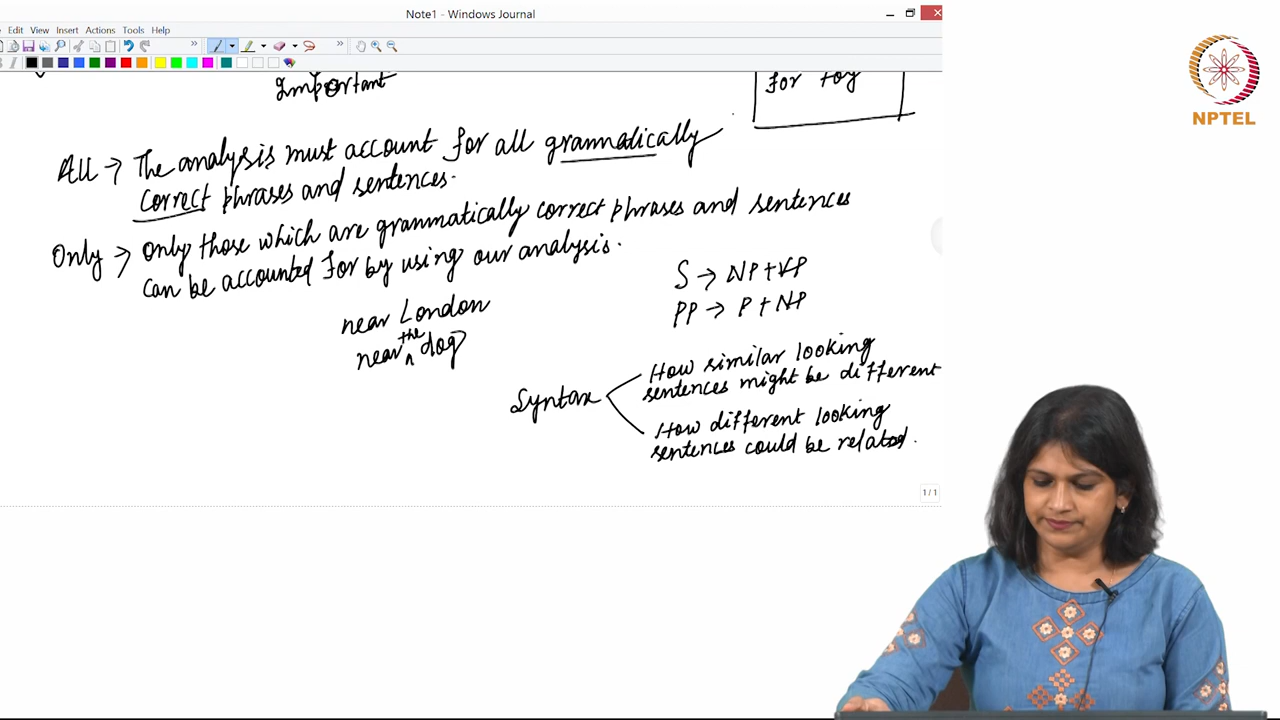 Note1 - Windows Journal
Edit View Insert Actions Tools Help
Important
for Toy
All → The analysis must account for all grammatically
correct phrases and sentences.
Only → only those which are grammatically correct phrases and sentences
can be accounted for by using our analysis.
near London
near the dog
S → NP + VP
PP → P + NP
Syntax
How similar looking
sentences might be different
How different looking
sentences could be related.
1 / 1
NPTEL